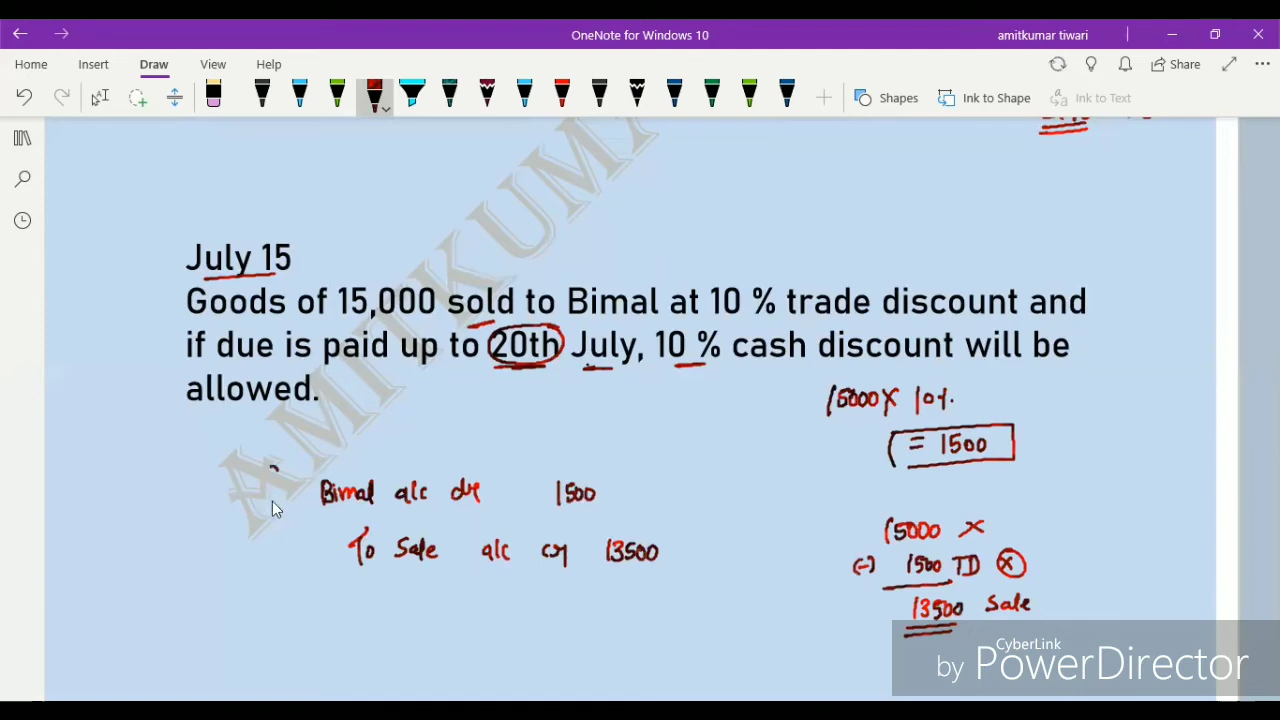 OneNote for Windows 10
amitkumar tiwari
Home Insert Draw View Help
Share
Shapes
Ink to Shape
Ink to Text
AMIT KUMA
July 15
Goods of 15,000 sold to Bimal at 10 % trade discount and
if due is paid up to 20th July, 10 % cash discount will be
allowed.
15000 X 10%
= 1500
Bimal a/c dr 1500
To Sale a/c cr 13500
15000 X
(-) 1500 TD X
13500 Sale
CyberLink
by PowerDirector